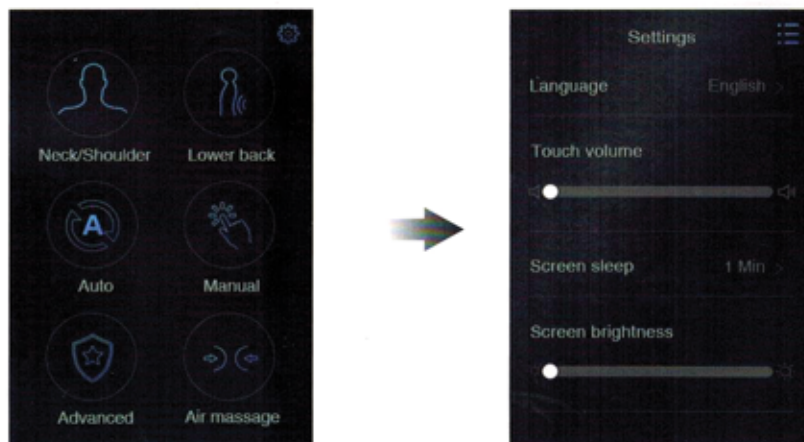 Neck/Shoulder Lower back
A
Auto Manual
Advanced Air massage
Settings
Language English >
Touch volume
Screen sleep 1 Min >
Screen brightness